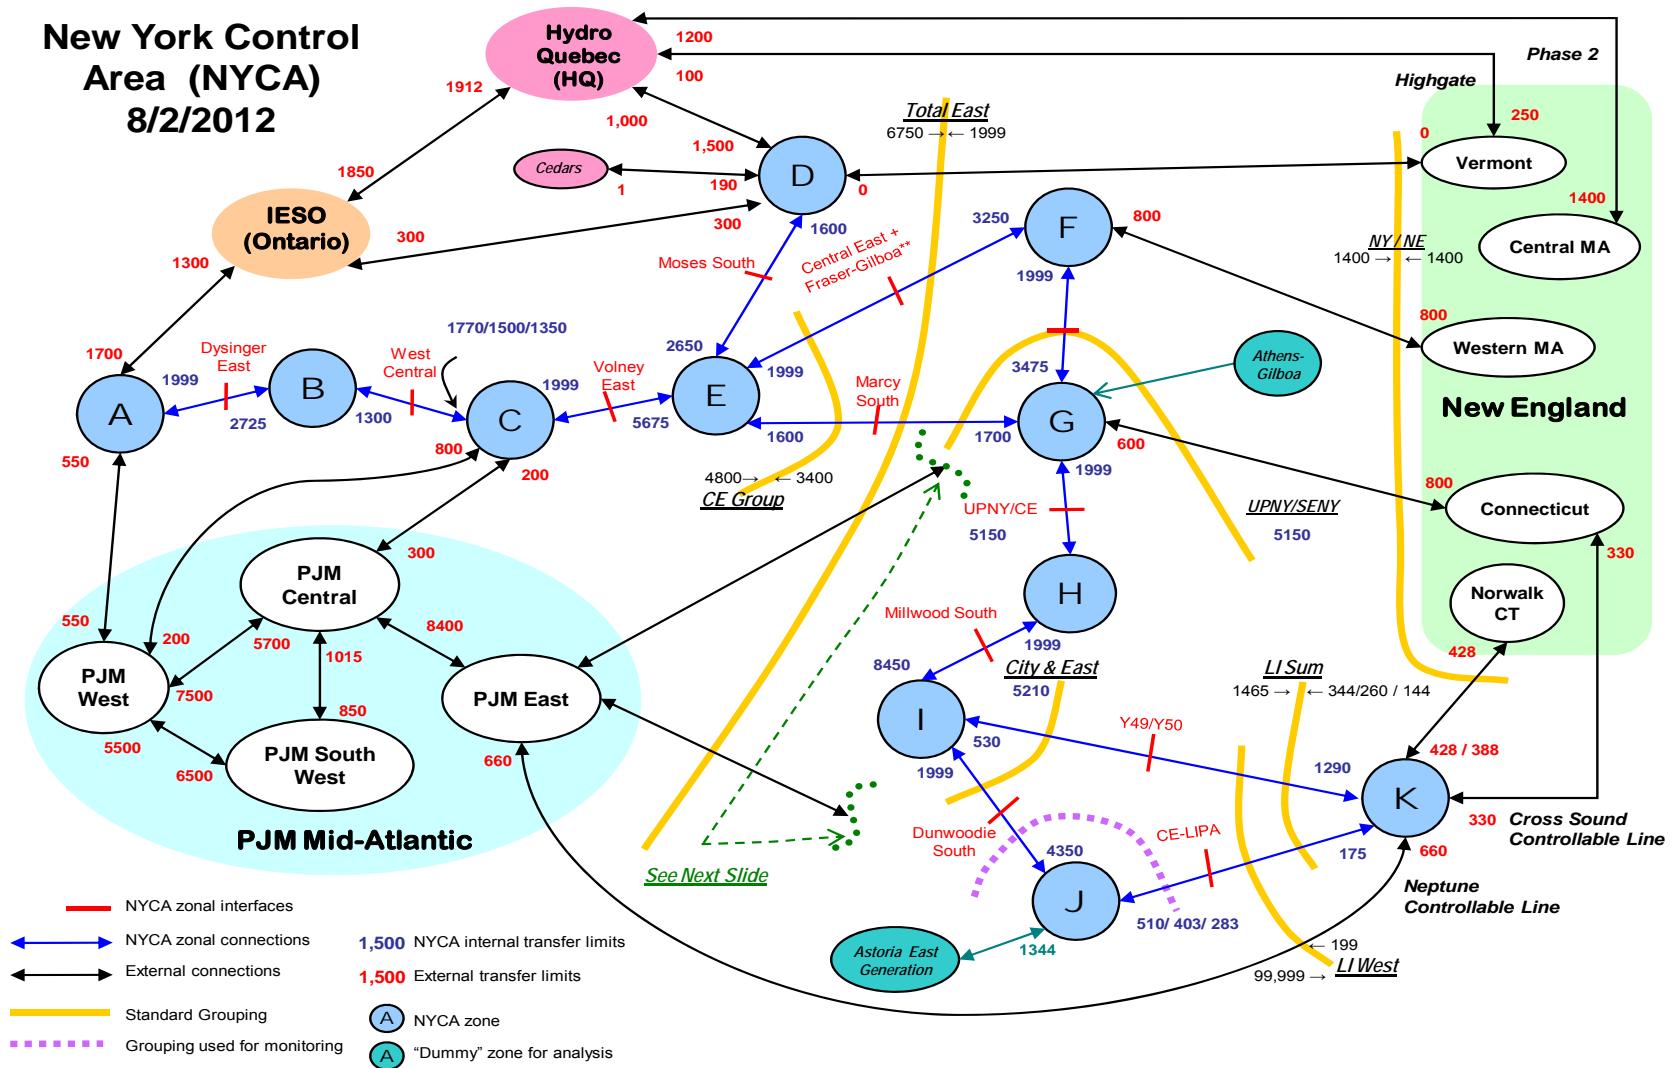 New York Control
Area (NYCA)
8/2/2012
Hydro
Quebec
(HQ)
1200
100
1912
1,000
1,500
Cedars
1
190
D
0
300
1600
1850
IESO
(Ontario)
300
1300
Total East
6750 →← 1999
Highgate
Phase 2
250
0
Vermont
1400
Central MA
NY / NE
1400 → ← 1400
800
Western MA
New England
800
Connecticut
330
Norwalk
CT
428
3250
F
800
1999
Moses South
Central East +
Fraser-Gilboa**
1700
Dysinger
East
1999
A
2725
B
West
Central
1300
1770/1500/1350
C
1999
Volney
East
5675
2650
E
1999
1600
Marcy
South
1700
3475
G
600
1999
Athens-
Gilboa
550
800
200
4800→ ← 3400
CE Group
UPNY/CE
5150
UPNY/SENY
5150
PJM
Central
300
550
200
5700
1015
8400
PJM
West
7500
5500
6500
850
PJM South
West
PJM East
660
PJM Mid-Atlantic
H
Millwood South
1999
8450
I
530
1999
City & East
5210
LI Sum
1465 → ← 344/260 / 144
Y49/Y50
1290
428 / 388
K
330
Cross Sound
Controllable Line
660
175
Neptune
Controllable Line
Dunwoodie
South
4350
J
CE-LIPA
510/ 403/ 283
1344
Astoria East
Generation
← 199
99,999 →
LI West
See Next Slide
NYCA zonal interfaces
NYCA zonal connections
External connections
Standard Grouping
Grouping used for monitoring
1,500 NYCA internal transfer limits
1,500 External transfer limits
A NYCA zone
A “Dummy” zone for analysis